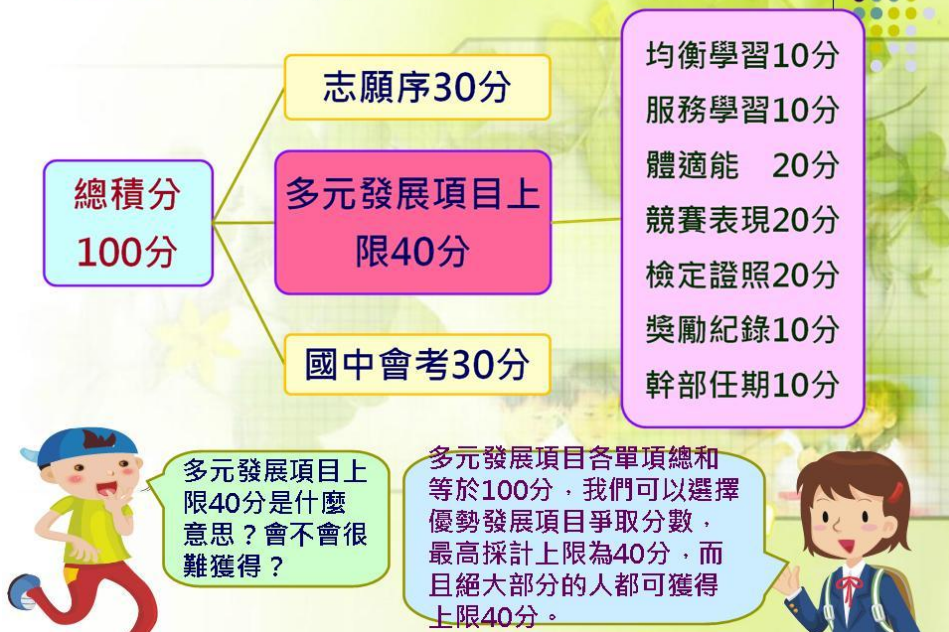 總積分
100分
志願序30分
多元發展項目上
限40分
國中會考30分
均衡學習10分
服務學習10分
體適能　20分
競賽表現20分
檢定證照20分
獎勵紀錄10分
幹部任期10分
多元發展項目上
限40分是什麼
意思？會不會很
難獲得？
多元發展項目各單項總和
等於100分，我們可以選擇
優勢發展項目爭取分數，
最高採計上限為40分，而
且絕大部分的人都可獲得
上限40分。